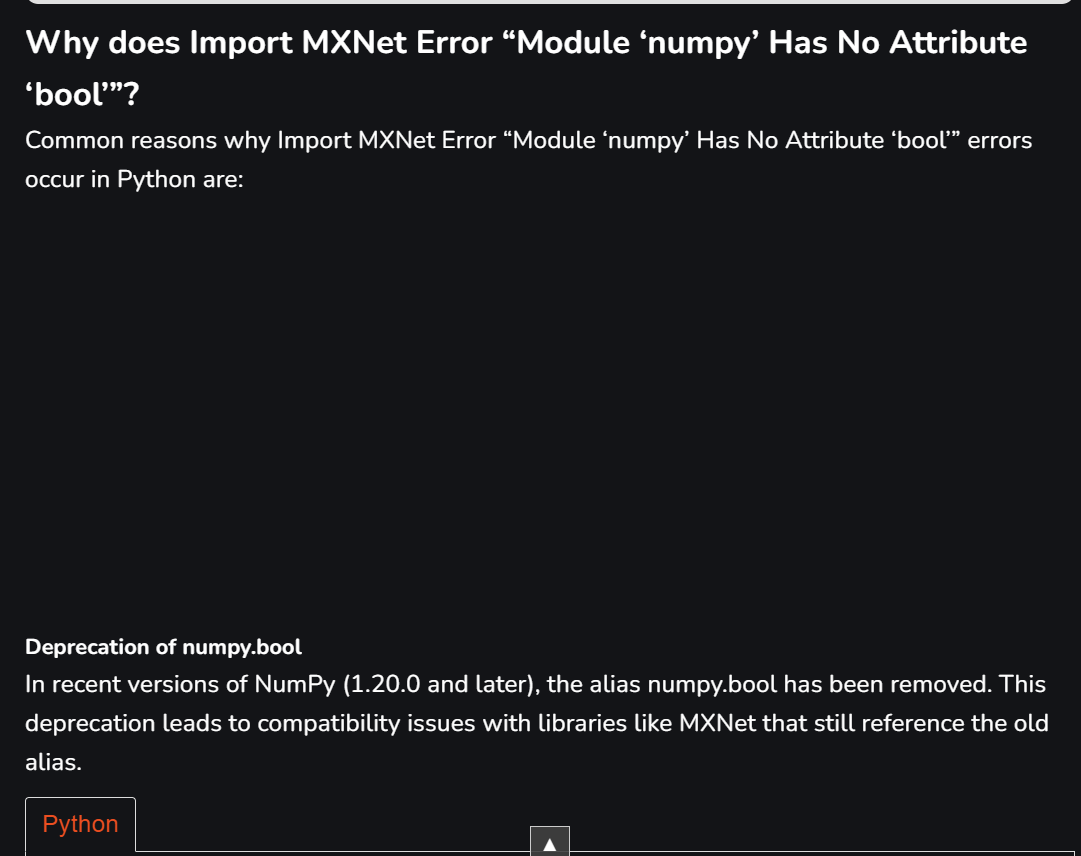 Why does Import MXNet Error “Module ‘numpy’ Has No Attribute
‘bool’”?
Common reasons why Import MXNet Error “Module ‘numpy’ Has No Attribute ‘bool’” errors
occur in Python are:
Deprecation of numpy.bool
In recent versions of NumPy (1.20.0 and later), the alias numpy.bool has been removed. This
deprecation leads to compatibility issues with libraries like MXNet that still reference the old
alias.
Python